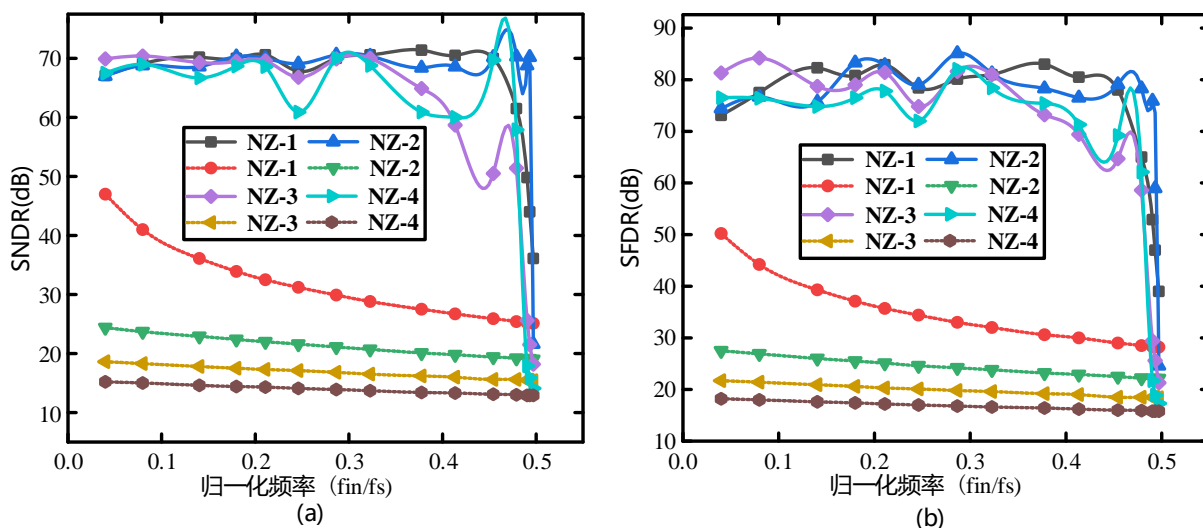 SNDR(dB)
70
60
50
40
30
20
10
0.0 0.1 0.2 0.3 0.4 0.5
NZ-1 NZ-2
NZ-1 NZ-2
NZ-3 NZ-4
NZ-3 NZ-4
归一化频率 (fin/fs)
(a)
SFDR(dB)
90
80
70
60
50
40
30
20
10
0.0 0.1 0.2 0.3 0.4 0.5
NZ-1 NZ-2
NZ-1 NZ-2
NZ-3 NZ-4
NZ-3 NZ-4
归一化频率 (fin/fs)
(b)